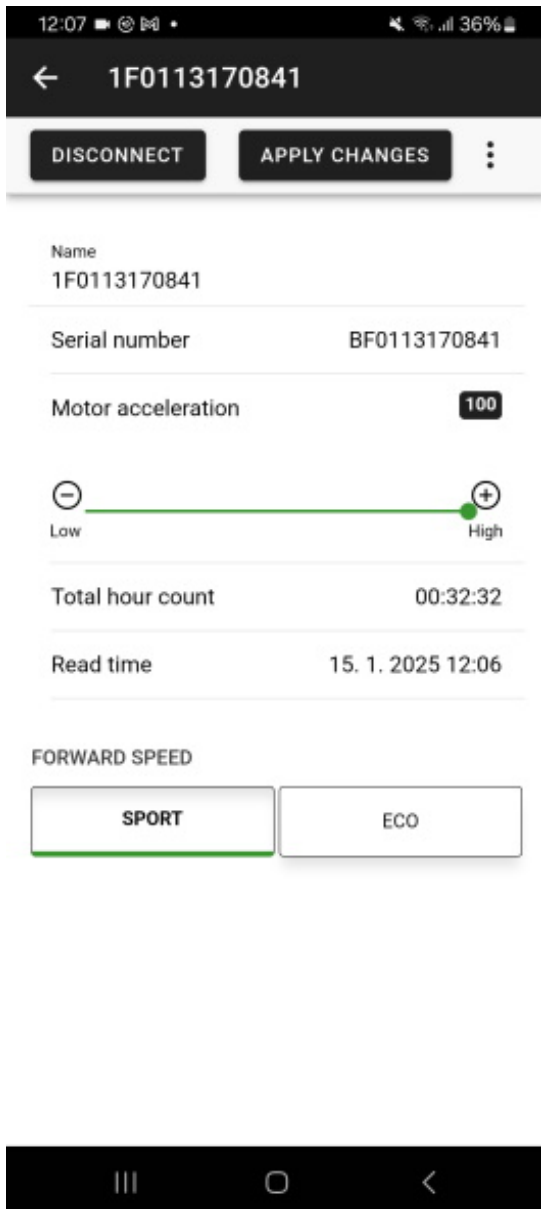 12:07 36%
1F0113170841
DISCONNECT APPLY CHANGES
Name
1F0113170841
Serial number BF0113170841
Motor acceleration 100
Low High
Total hour count 00:32:32
Read time 15. 1. 2025 12:06
FORWARD SPEED
SPORT ECO